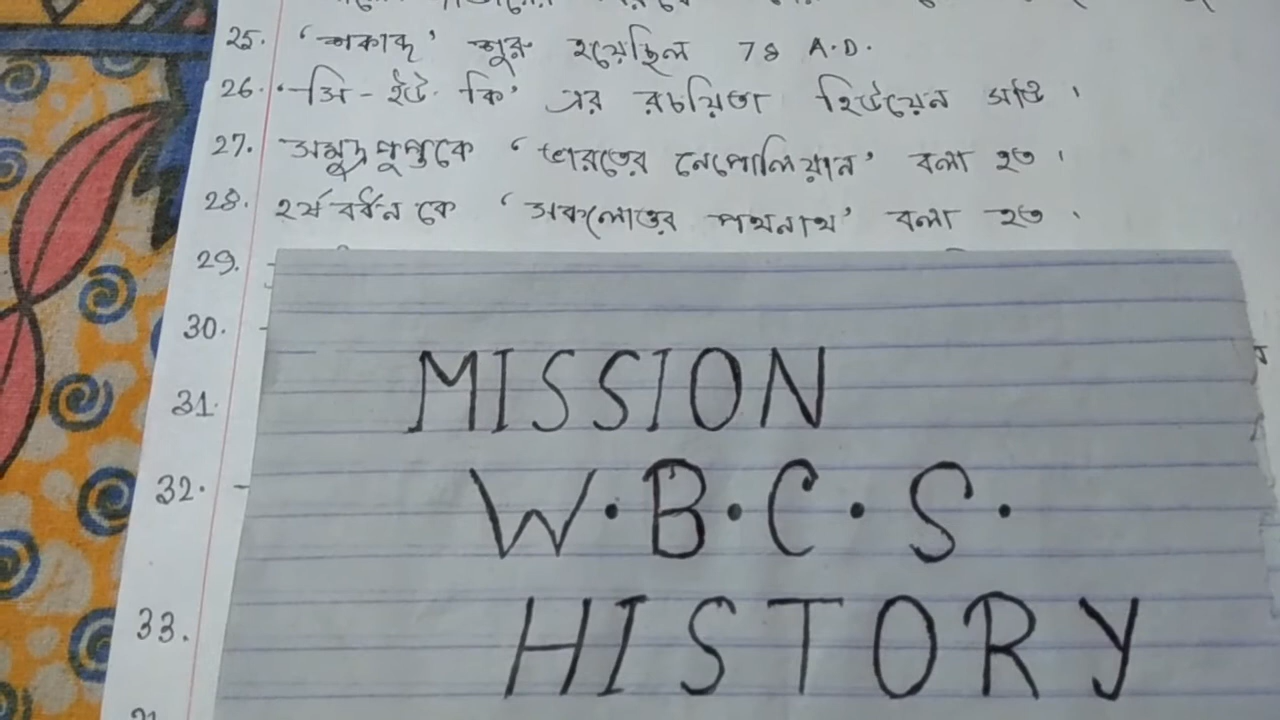 25. 'শকাব্দ' শুরু হয়েছিল 78 A.D.
26. 'সি-ইউ-কি' এর রচয়িতা হিউয়েন সাঙ।
27. সমুদ্রগুপ্তকে 'ভারতের নেপোলিয়ান' বলা হত।
28. হর্ষবর্ধন কে 'সকলোত্তর পথনাথ' বলা হত।
29.
30.
31.
32.
33.
MISSION
W.B.C.S.
HISTORY